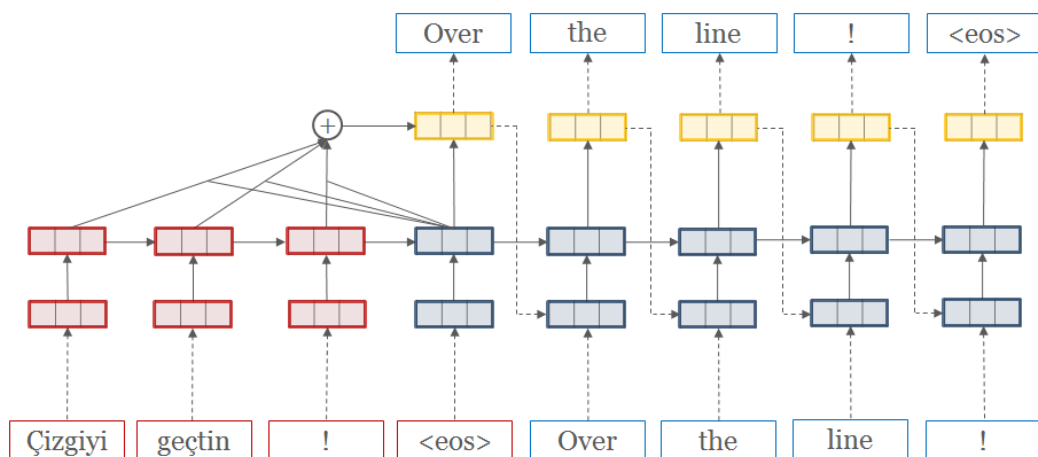 Over the line ! <eos>
+
Çizgiyi geçtin ! <eos> Over the line !